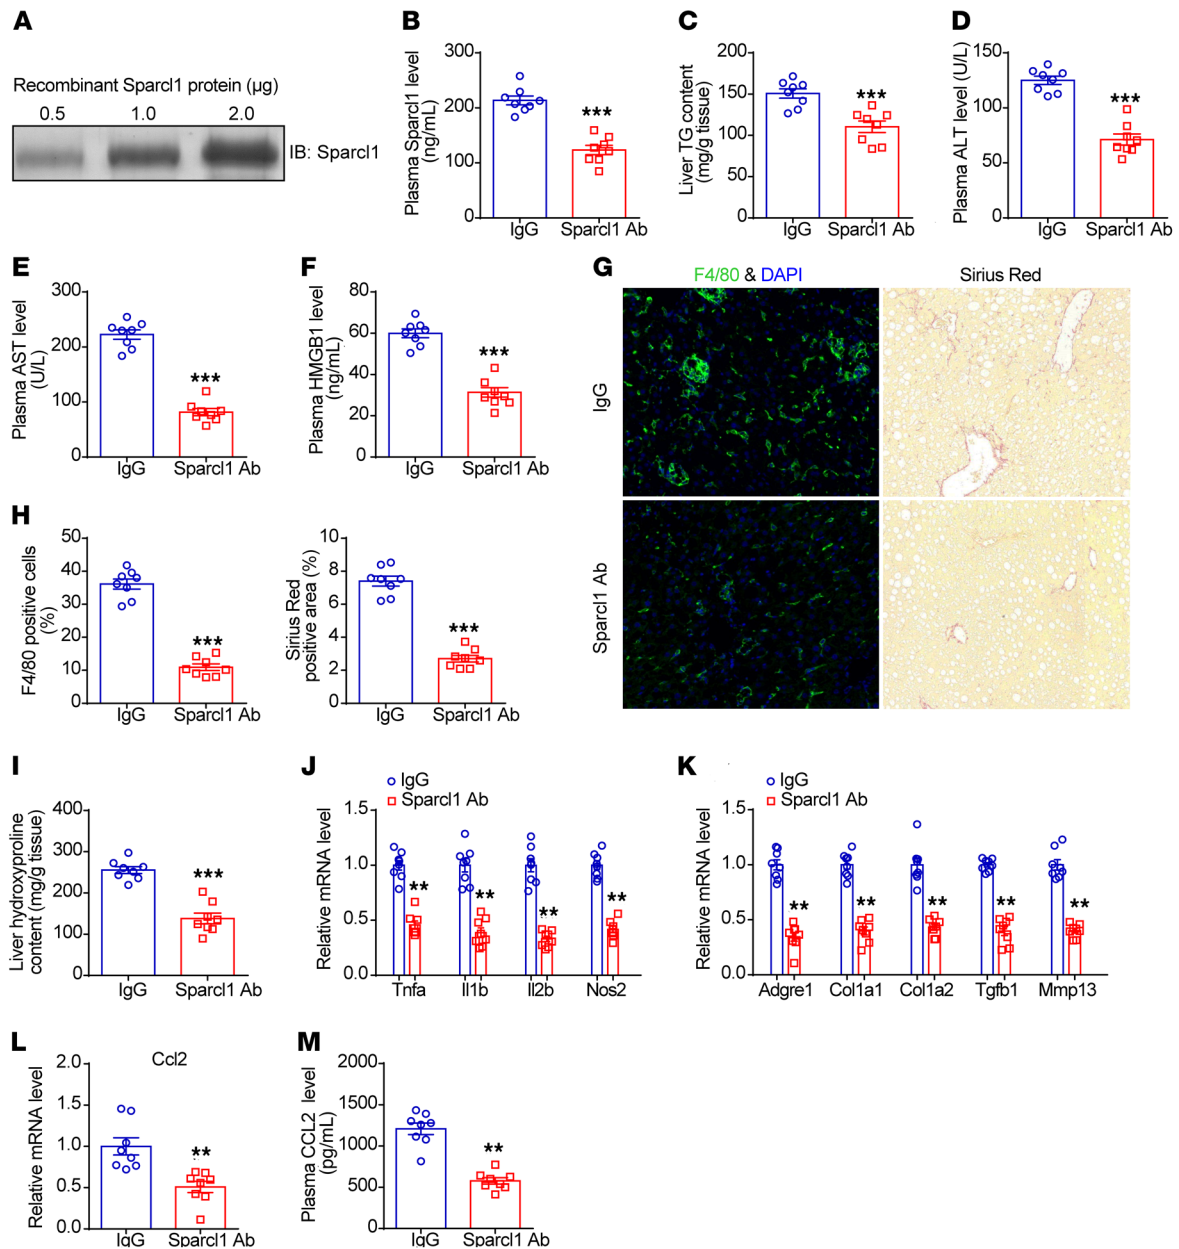 A
Recombinant Sparcl1 protein (µg)
0.5 1.0 2.0
IB: Sparcl1
B
Plasma Sparcl1 level
(ng/mL)
300
200
100
0
***
IgG Sparcl1 Ab
C
Liver TG content
(mg/g tissue)
200
150
100
50
0
***
IgG Sparcl1 Ab
D
Plasma ALT level (U/L)
150
100
50
0
***
IgG Sparcl1 Ab
E
Plasma AST level
(U/L)
300
200
100
0
***
IgG Sparcl1 Ab
F
Plasma HMGB1 level
(ng/mL)
80
60
40
20
0
***
IgG Sparcl1 Ab
G
F4/80 & DAPI
Sirius Red
IgG
Sparcl1 Ab
H
F4/80 positive cells
(%)
50
40
30
20
10
0
***
IgG Sparcl1 Ab
Sirius Red
positive area (%)
10
8
6
4
2
0
***
IgG Sparcl1 Ab
I
Liver hydroxyproline
content (mg/g tissue)
400
300
200
100
0
***
IgG Sparcl1 Ab
J
IgG
Sparcl1 Ab
Relative mRNA level
1.5
1.0
0.5
0.0
** ** ** **
Tnfa Il1b Il2b Nos2
K
IgG
Sparcl1 Ab
Relative mRNA level
1.5
1.0
0.5
0.0
** ** ** ** **
Adgre1 Col1a1 Col1a2 Tgfb1 Mmp13
L
Ccl2
Relative mRNA level
2.0
1.5
1.0
0.5
0.0
**
IgG Sparcl1 Ab
M
Plasma CCL2 level
(pg/mL)
2000
1500
1000
500
0
**
IgG Sparcl1 Ab